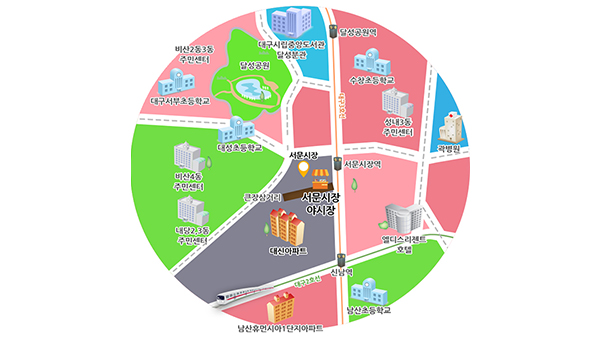 대구시립중앙도서관
달성분관
달성공원역
비산2동3동
주민센터
달성공원
수창초등학교
대구서부초등학교
대구3호선
성내3동
주민센터
대성초등학교
곽병원
서문시장
서문시장역
비산4동
주민센터
큰장삼거리
서문시장
야시장
내당2,3동
주민센터
대신아파트
엘디스리젠트
호텔
신남역
대구2호선
남산초등학교
남산휴먼시아1단지아파트